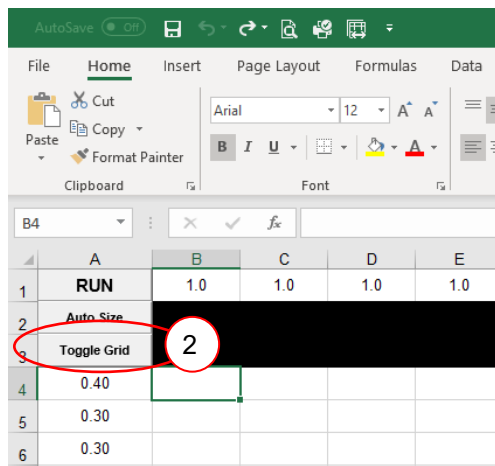 AutoSave Off
File Home Insert Page Layout Formulas Data
Cut
Copy
Format Painter
Paste
Arial 12 A A
B I U A
Clipboard Font
B4 fx
A B C D E
1 RUN 1.0 1.0 1.0 1.0
2 Auto Size
3 Toggle Grid 2
4 0.40
5 0.30
6 0.30